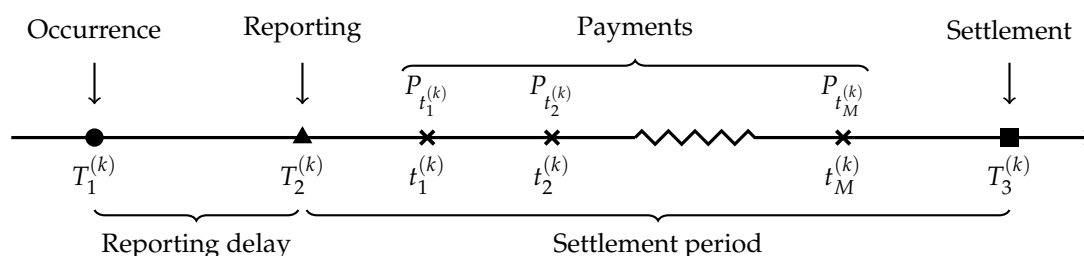 Occurrence Reporting Payments Settlement
P_{t_1^{(k)}} P_{t_2^{(k)}} P_{t_M^{(k)}}
T_1^{(k)} T_2^{(k)} t_1^{(k)} t_2^{(k)} t_M^{(k)} T_3^{(k)}
Reporting delay Settlement period